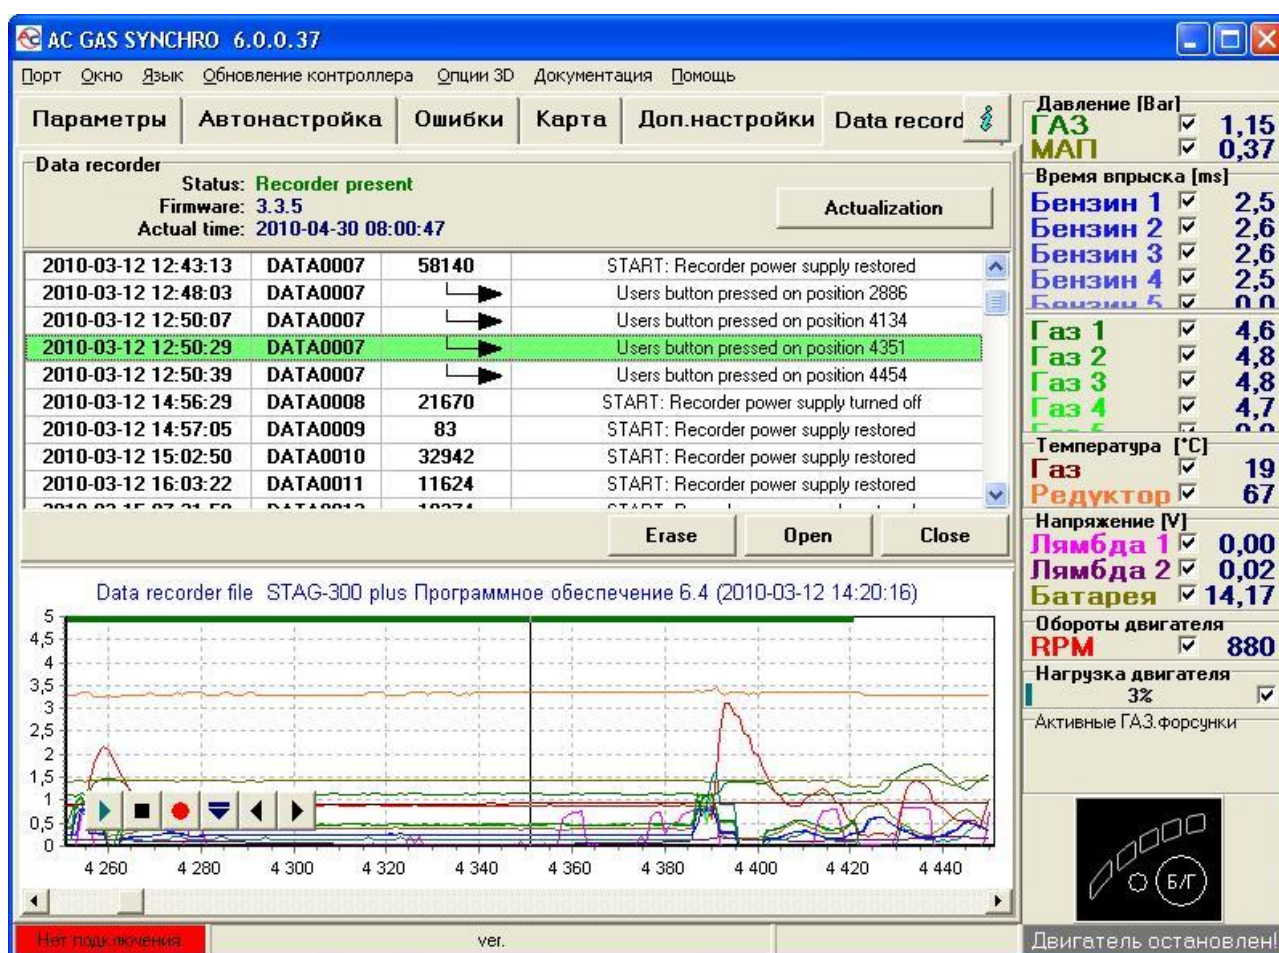 AC GAS SYNCHRO 6.0.0.37
Порт Окно Язык Обновление контроллера Опции 3D Документация Помощь
Параметры Автонастройка Ошибки Карта Доп.настройки Data record
Data recorder
Status: Recorder present
Firmware: 3.3.5
Actual time: 2010-04-30 08:00:47
Actualization
2010-03-12 12:43:13 DATA0007 58140 START: Recorder power supply restored
2010-03-12 12:48:03 DATA0007 Users button pressed on position 2886
2010-03-12 12:50:07 DATA0007 Users button pressed on position 4134
2010-03-12 12:50:29 DATA0007 Users button pressed on position 4351
2010-03-12 12:50:39 DATA0007 Users button pressed on position 4454
2010-03-12 14:56:29 DATA0008 21670 START: Recorder power supply turned off
2010-03-12 14:57:05 DATA0009 83 START: Recorder power supply restored
2010-03-12 15:02:50 DATA0010 32942 START: Recorder power supply restored
2010-03-12 16:03:22 DATA0011 11624 START: Recorder power supply restored
Erase Open Close
Data recorder file STAG-300 plus Программное обеспечение 6.4 (2010-03-12 14:20:16)
5
4,5
4
3,5
3
2,5
2
1,5
1
0,5
0
4 260 4 280 4 300 4 320 4 340 4 360 4 380 4 400 4 420 4 440
Нет подключения ver.
Давление [Bar]
ГАЗ 1,15
МАП 0,37
Время впрыска [ms]
Бензин 1 2,5
Бензин 2 2,6
Бензин 3 2,6
Бензин 4 2,5
Бензин 5 0,0
Газ 1 4,6
Газ 2 4,8
Газ 3 4,8
Газ 4 4,7
Температура [°C]
Газ 19
Редуктор 67
Напряжение [V]
Лямбда 1 0,00
Лямбда 2 0,02
Батарея 14,17
Обороты двигателя
RPM 880
Нагрузка двигателя
3%
Активные ГАЗ.форсунки
Б/Г
Двигатель остановлен!